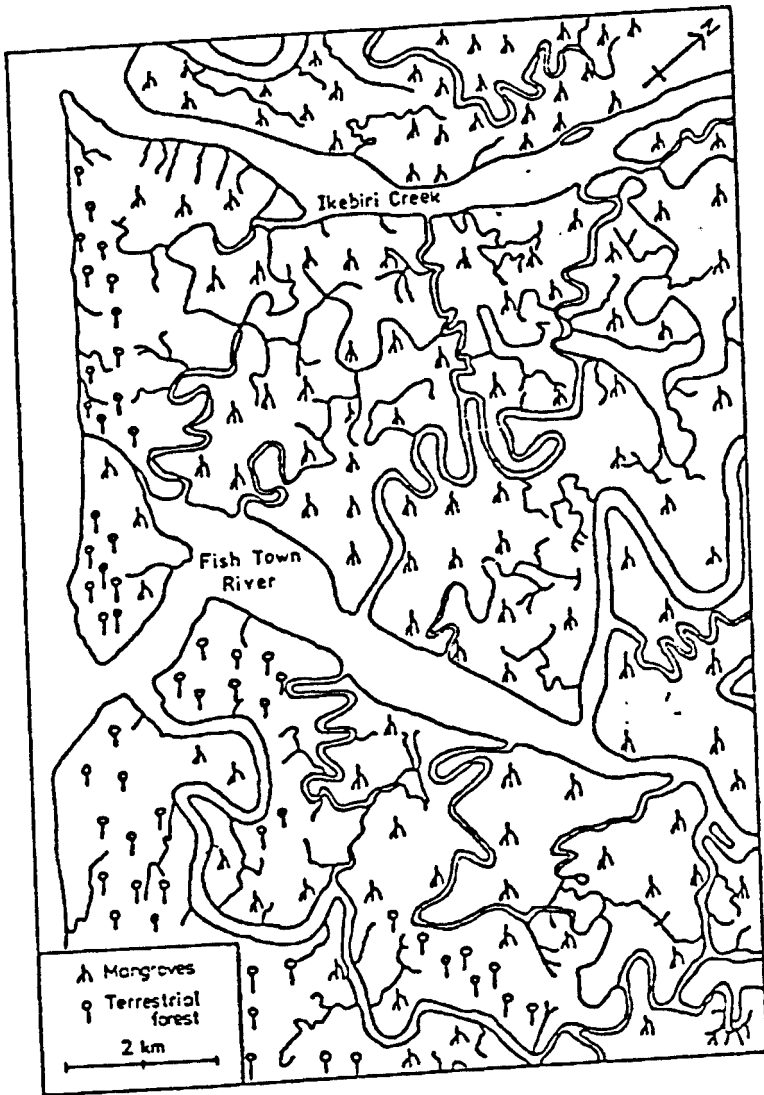 N
Ikebiri Creek
Fish Town
River
Mangroves
Terrestrial
forest
2 km